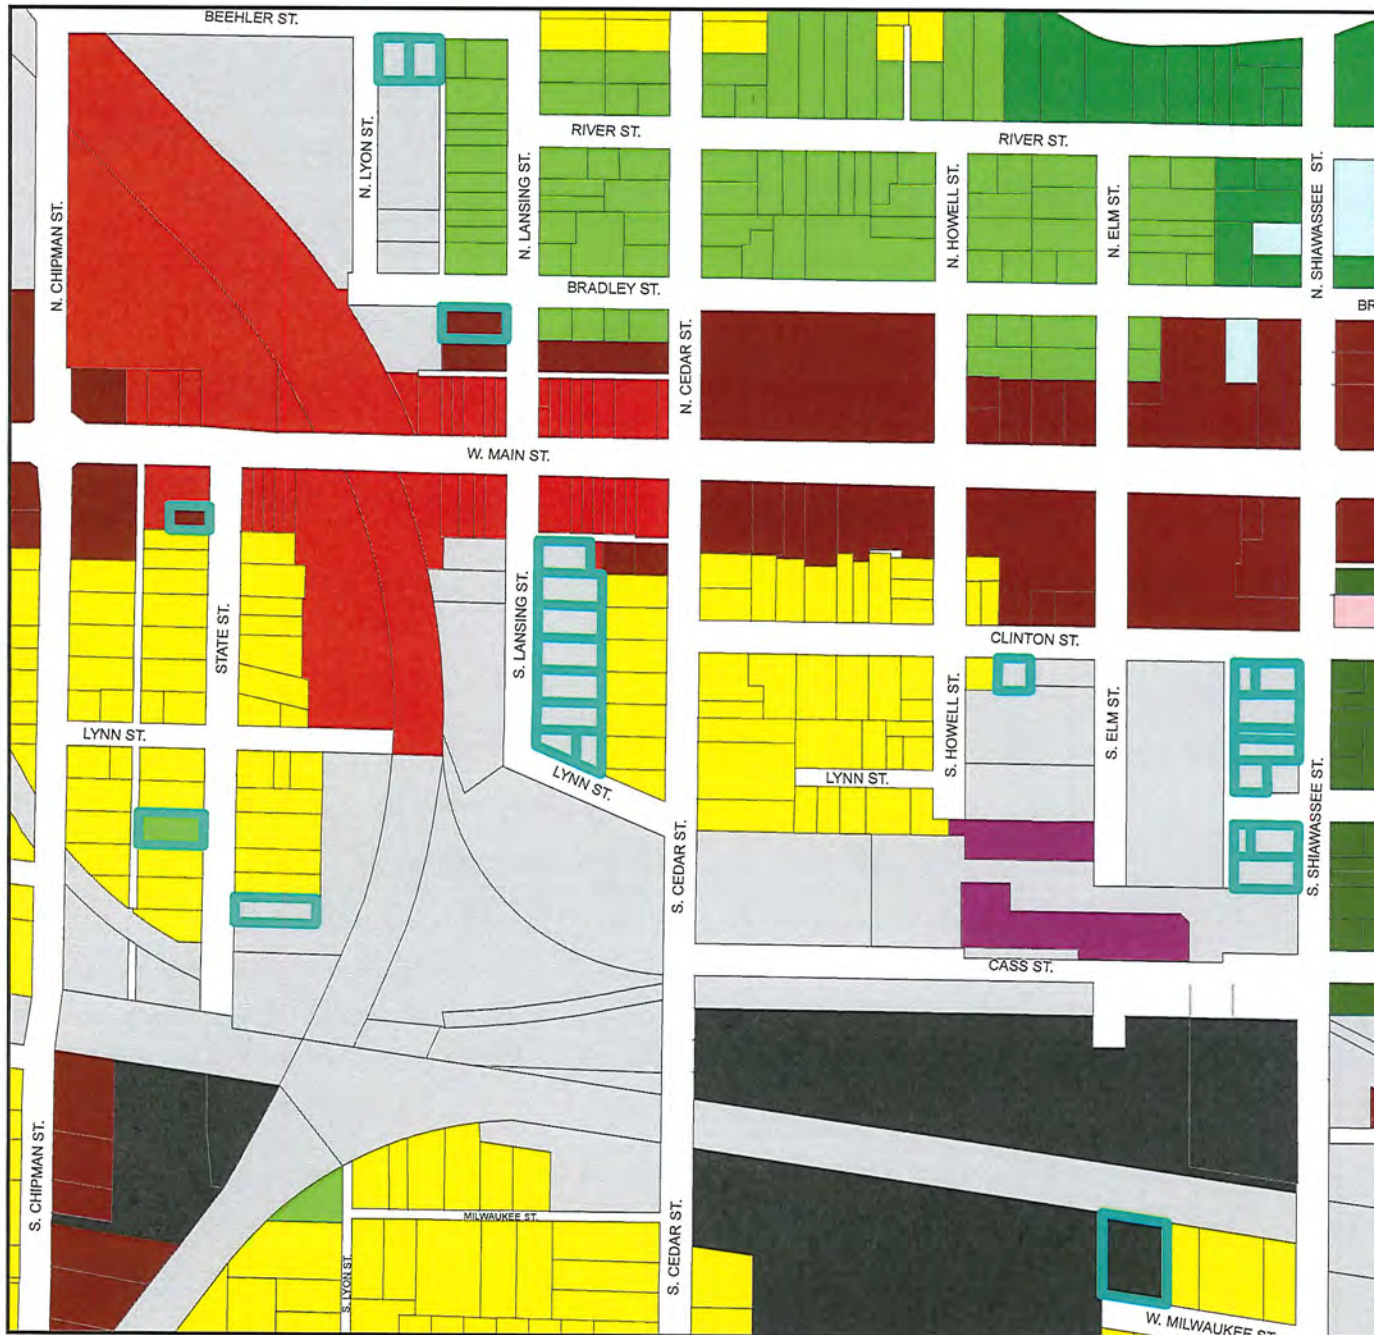 BEEHLER ST.
N. LYON ST.
RIVER ST.
RIVER ST.
N. CHIPMAN ST.
N. LANSING ST.
N. HOWELL ST.
N. ELM ST.
N. SHIAWASSEE ST.
BRADLEY ST.
BR
N. CEDAR ST.
W. MAIN ST.
STATE ST.
S. LANSING ST.
CLINTON ST.
S. HOWELL ST.
S. ELM ST.
LYNN ST.
LYNN ST.
LYNN ST.
S. SHIAWASSEE ST.
S. CEDAR ST.
CASS ST.
S. CHIPMAN ST.
MILWAUKEE ST.
S. LYON ST.
S. CEDAR ST.
W. MILWAUKEE ST.